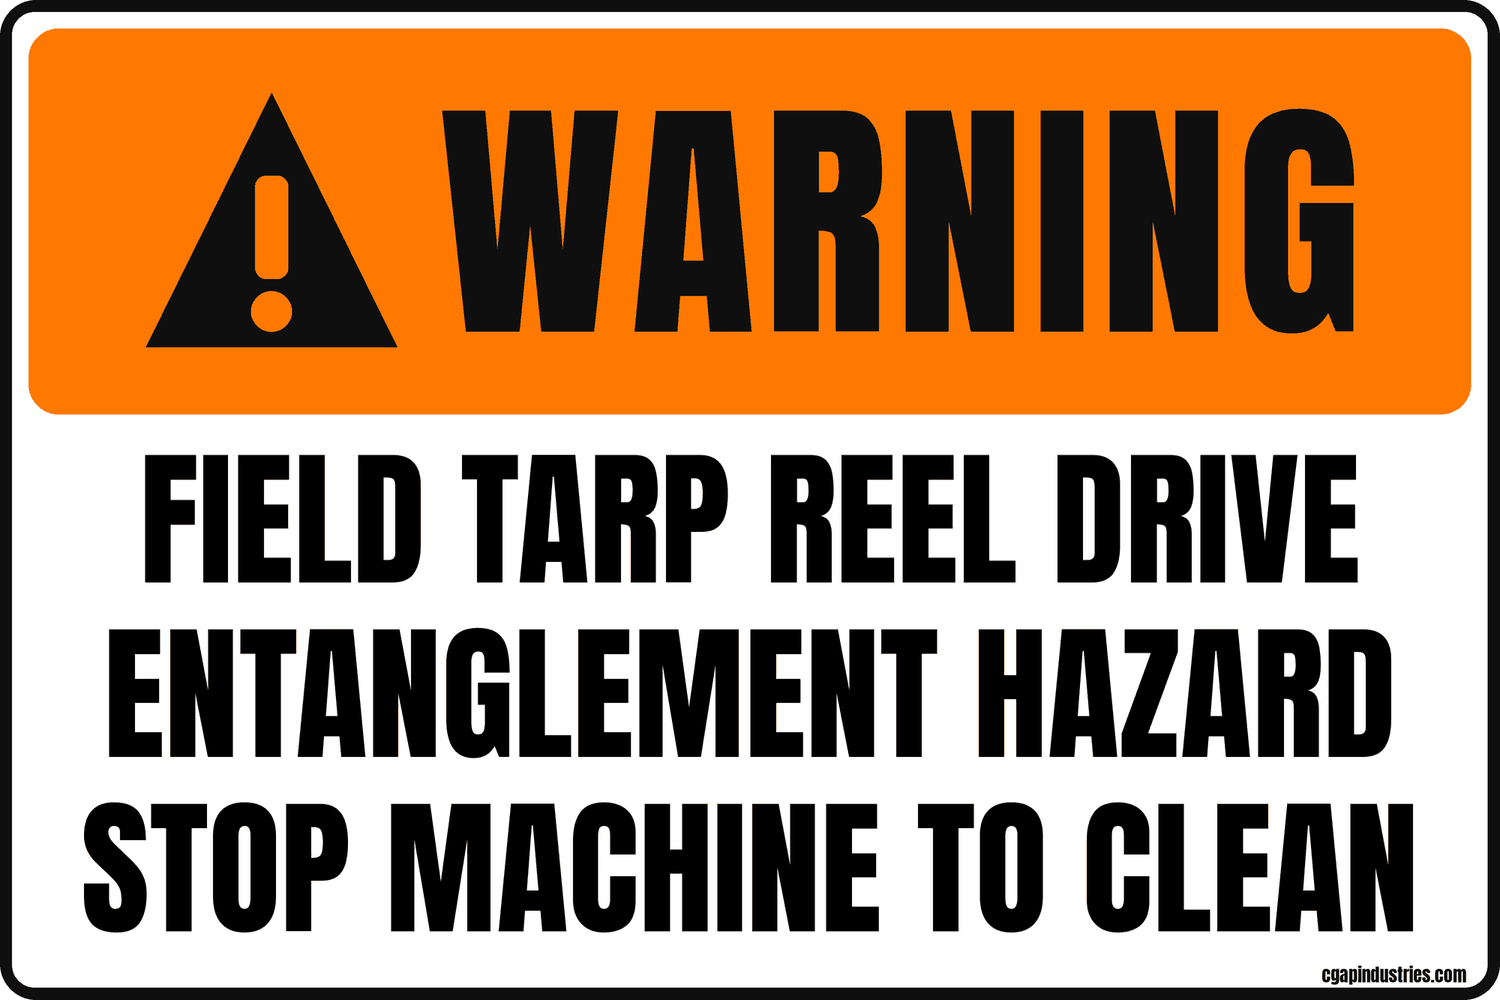 WARNING
FIELD TARP REEL DRIVE
ENTANGLEMENT HAZARD
STOP MACHINE TO CLEAN
cgapindustries.com